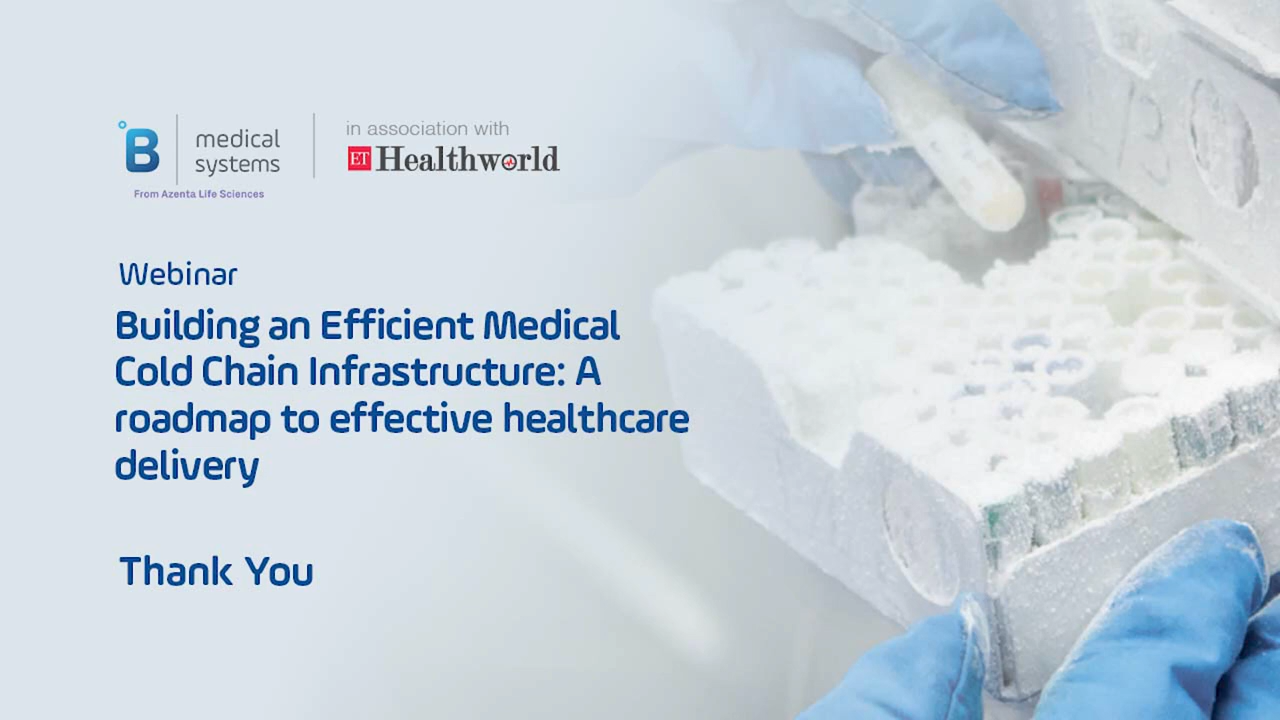 B
medical
systems
From Azenta Life Sciences
in association with
ET Healthworld
Webinar
Building an Efficient Medical
Cold Chain Infrastructure: A
roadmap to effective healthcare
delivery
Thank You